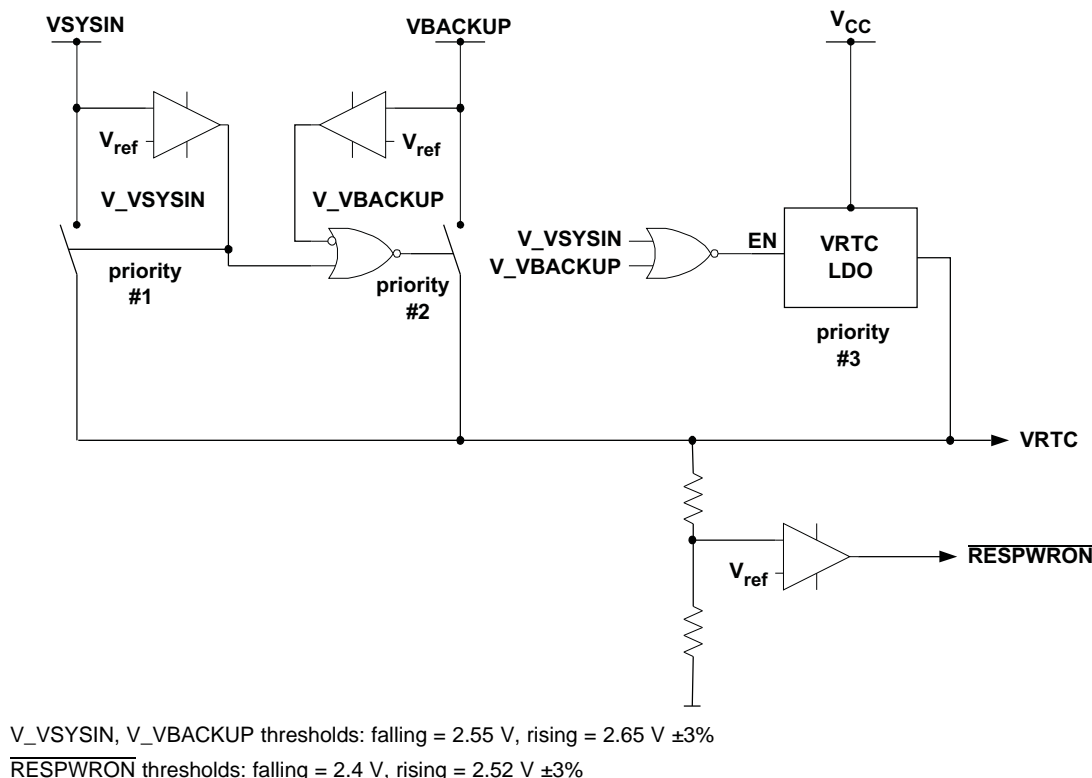 VSYSIN
VBACKUP
VCC
Vref
Vref
V_VSYSIN
V_VBACKUP
priority
#1
priority
#2
V_VSYSIN
V_VBACKUP
EN
VRTC
LDO
priority
#3
VRTC
Vref
RESPWRON
V_VSYSIN, V_VBACKUP thresholds: falling = 2.55 V, rising = 2.65 V ±3%
RESPWRON thresholds: falling = 2.4 V, rising = 2.52 V ±3%